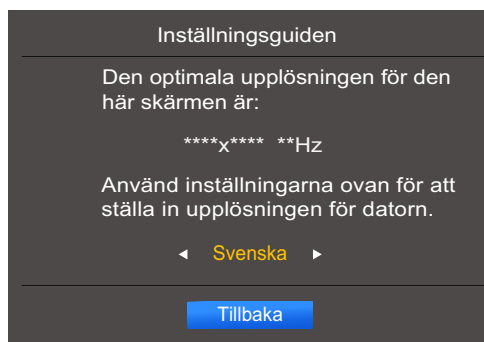 Inställningsguiden
Den optimala upplösningen för den
här skärmen är:
****x**** **Hz
Använd inställningarna ovan för att
ställa in upplösningen för datorn.
Svenska
Tillbaka